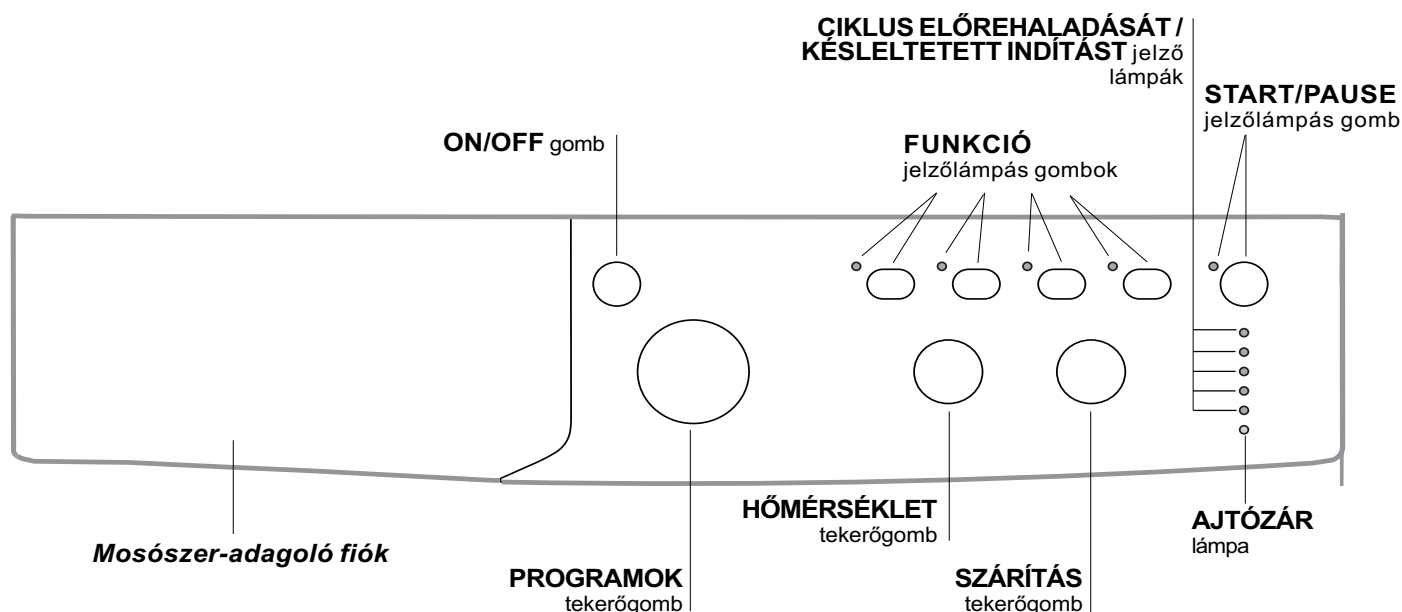 CIKLUS ELŐREHALADÁSÁT /
KÉSLELTETETT INDÍTÁST jelző
lámpák
START/PAUSE
jelzőlámpás gomb
ON/OFF gomb
FUNKCIÓ
jelzőlámpás gombok
Mosószer-adagoló fiók
PROGRAMOK
tekerőgomb
HŐMÉRSÉKLET
tekerőgomb
SZÁRÍTÁS
tekerőgomb
AJTÓZÁR
lámpa